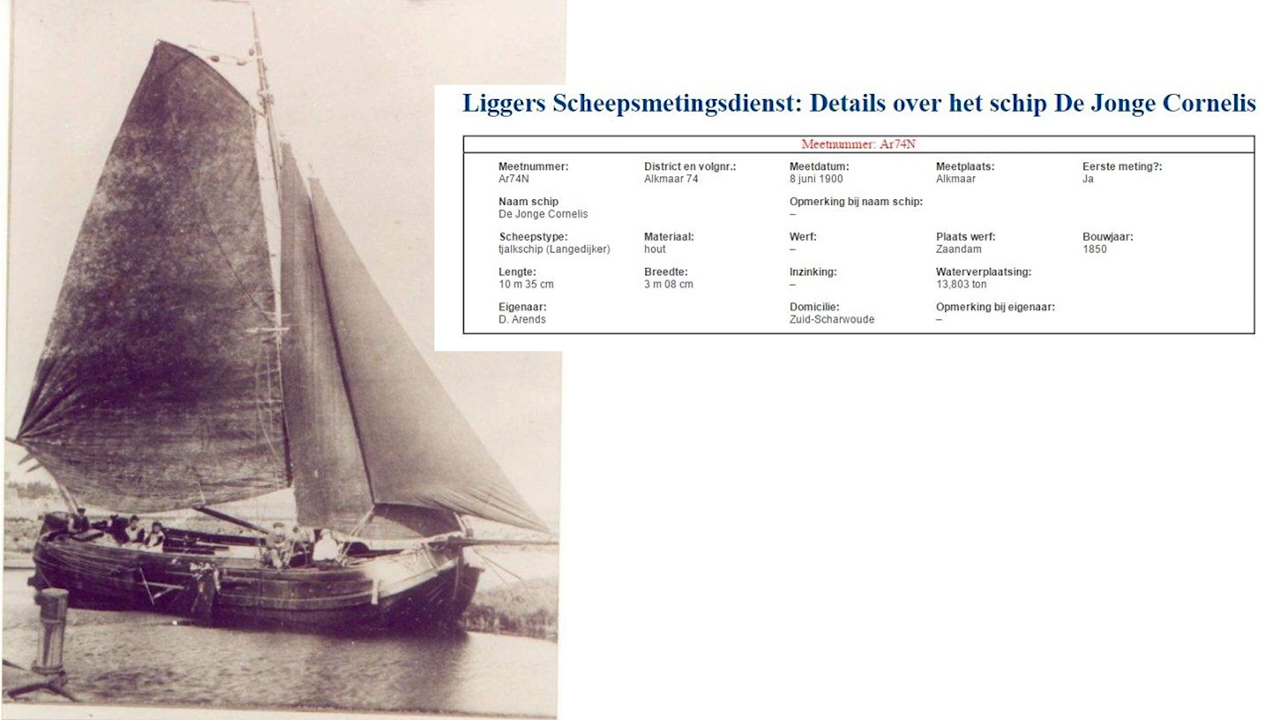 Liggers Scheepsmetingsdienst: Details over het schip De Jonge Cornelis
Meetnummer: Ar74N
Meetnummer: District en volgnr.: Meetdatum: Meetplaats: Eerste meting?:
Ar74N Alkmaar 74 8 juni 1900 Alkmaar Ja
Naam schip Opmerking bij naam schip:
De Jonge Cornelis –
Scheepstype: Materiaal: Werf: Plaats werf: Bouwjaar:
tjalkschip (Langedijker) hout – Zaandam 1850
Lengte: Breedte: Inzinking: Waterverplaatsing:
10 m 35 cm 3 m 08 cm – 13,803 ton
Eigenaar: Domicilie: Opmerking bij eigenaar:
D. Arends Zuid-Scharwoude –